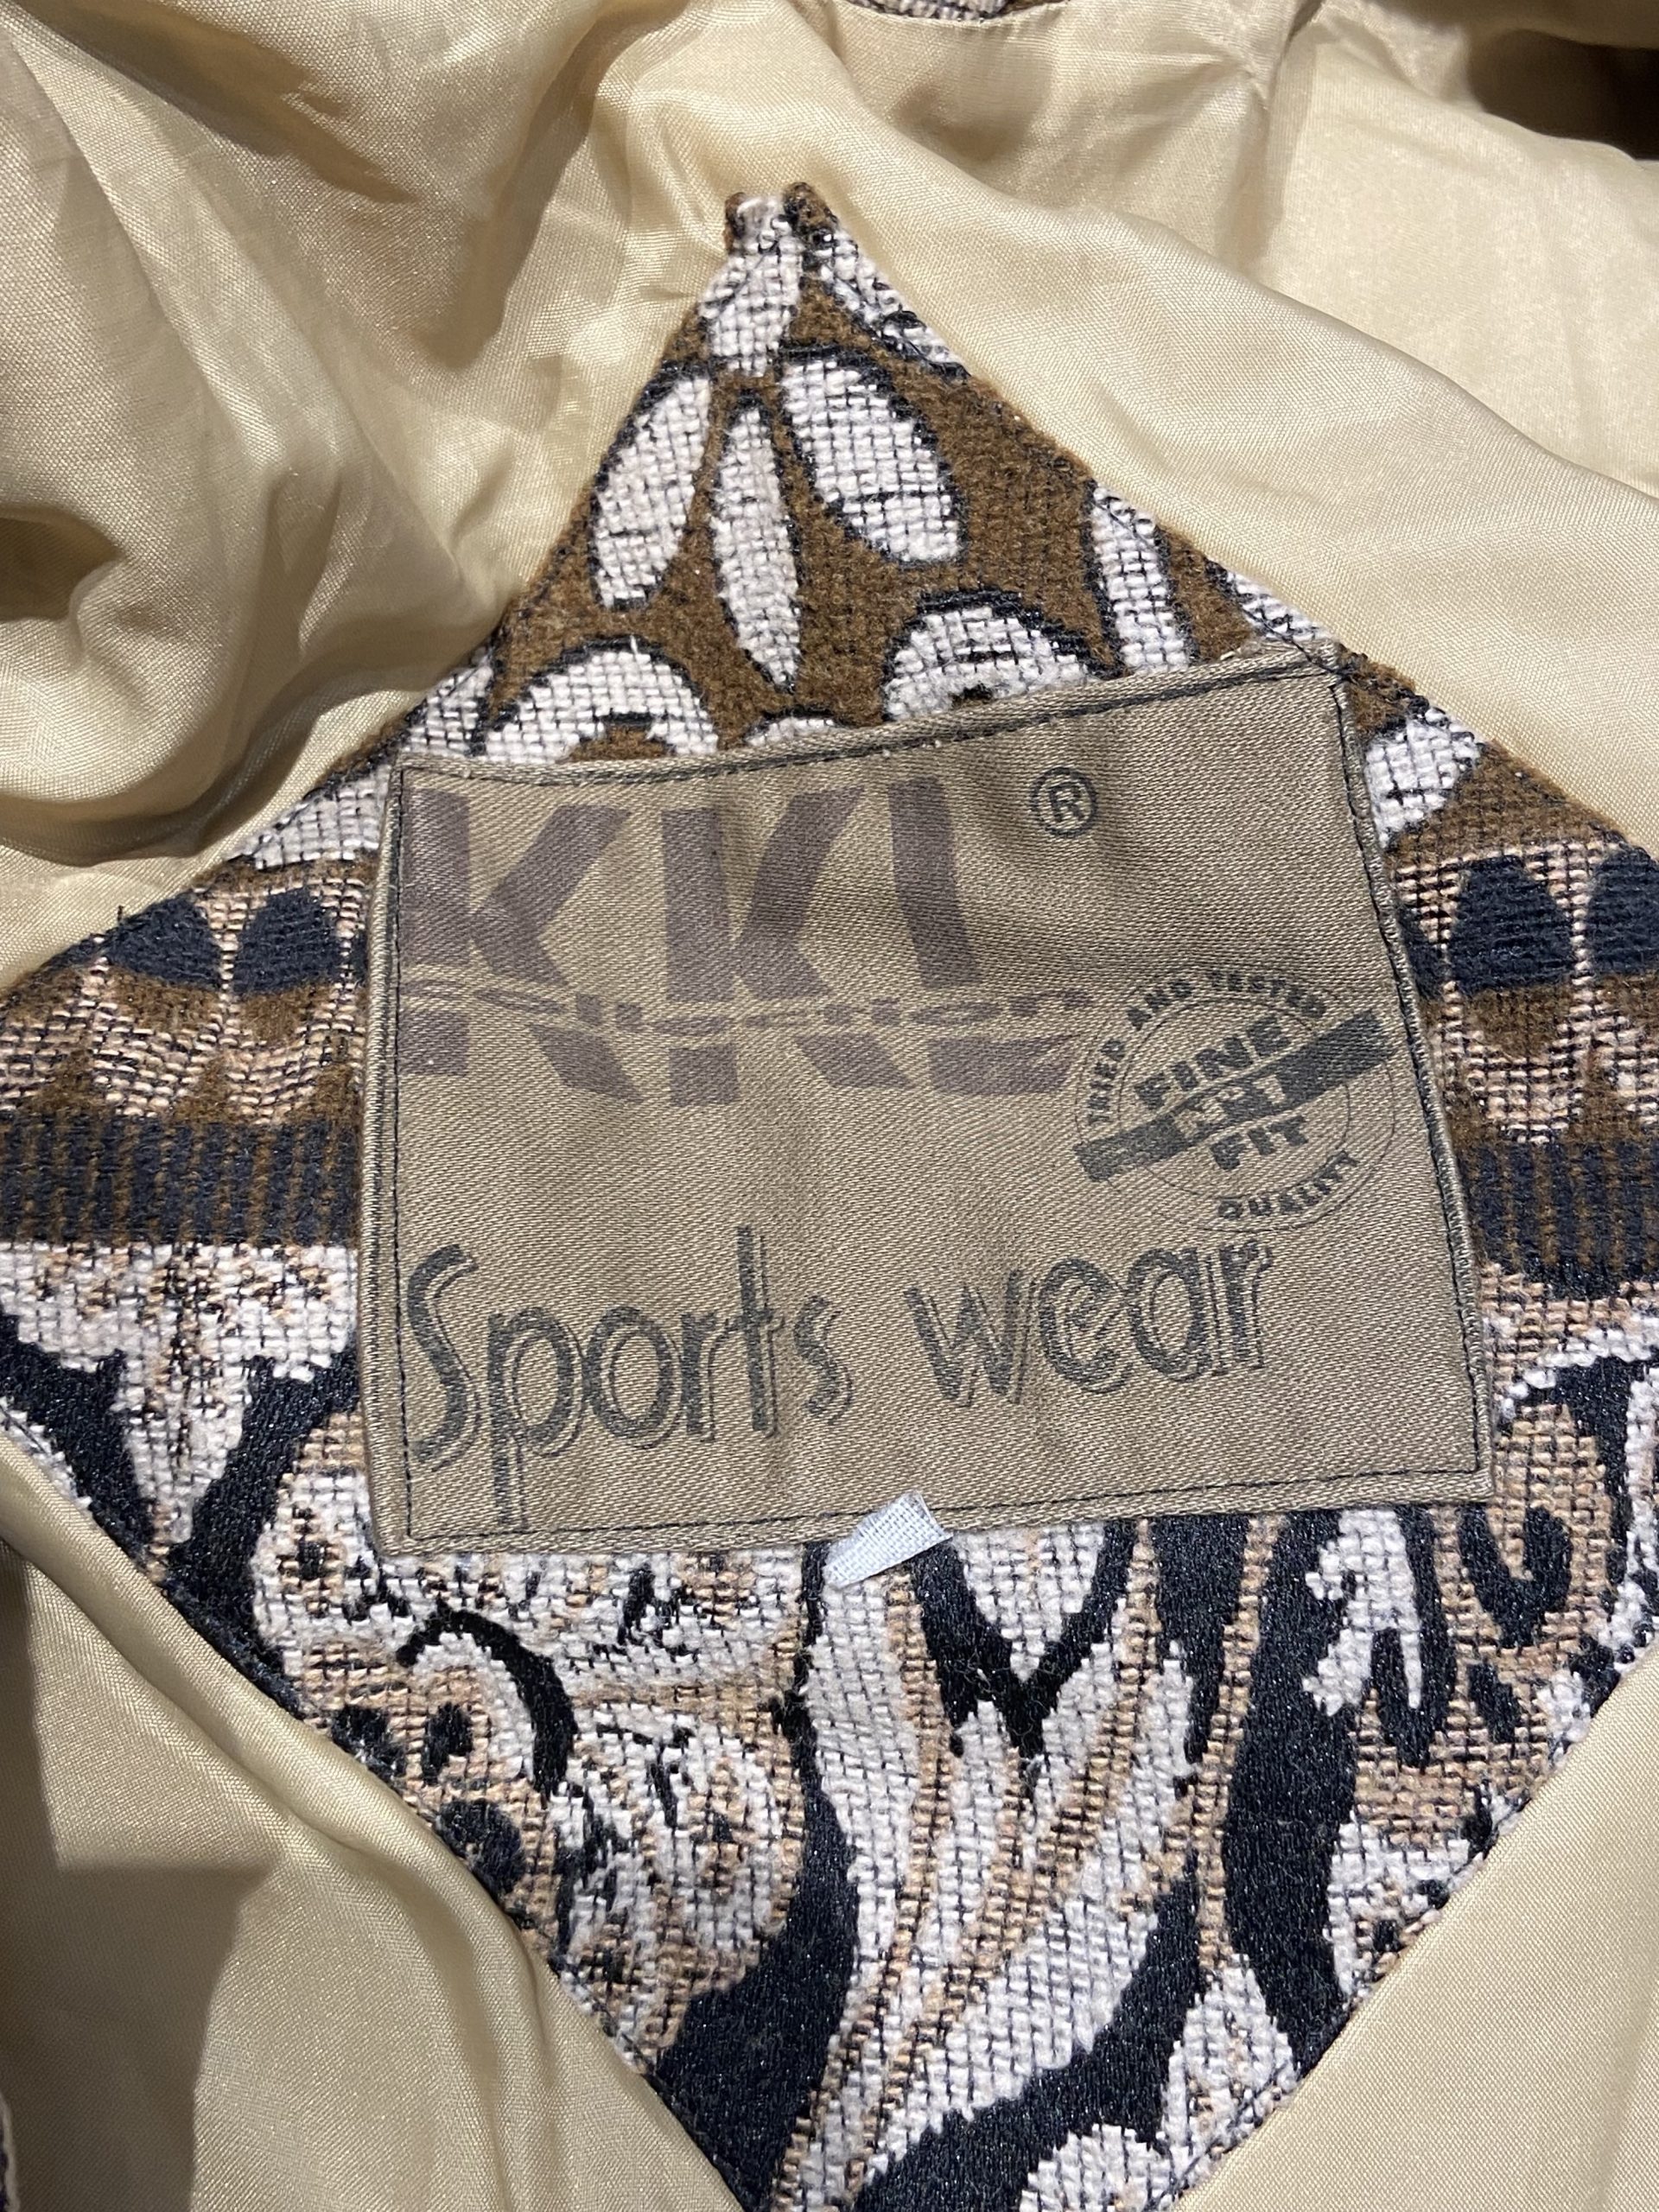 KKL ®
TRIED AND TESTED
FINE
FIT
QUALITY
Sports wear